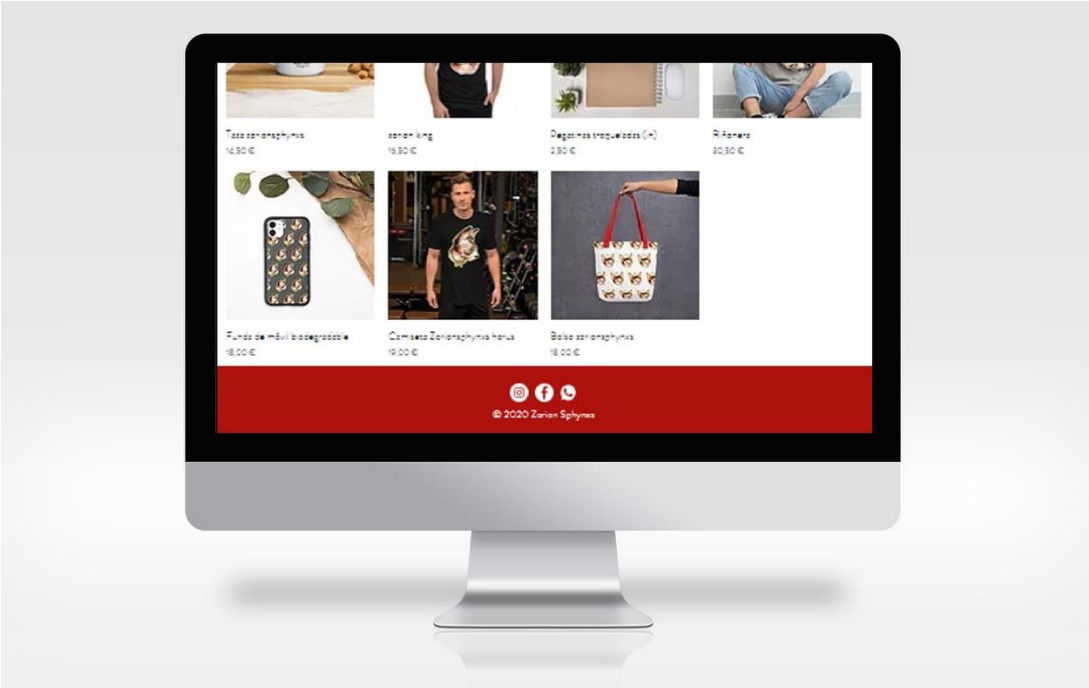 Taza zarionsphynxs
14,50 €
zarion king
16,50 €
Pegatinas troqueladas (in)
2,50 €
Riñonera
30,50 €
Funda de móvil biodegradable
18,00 €
Camiseta Zarionsphynxs horus
19,00 €
Bolsa zarionsphynxs
18,00 €
© 2020 Zarion Sphynxs